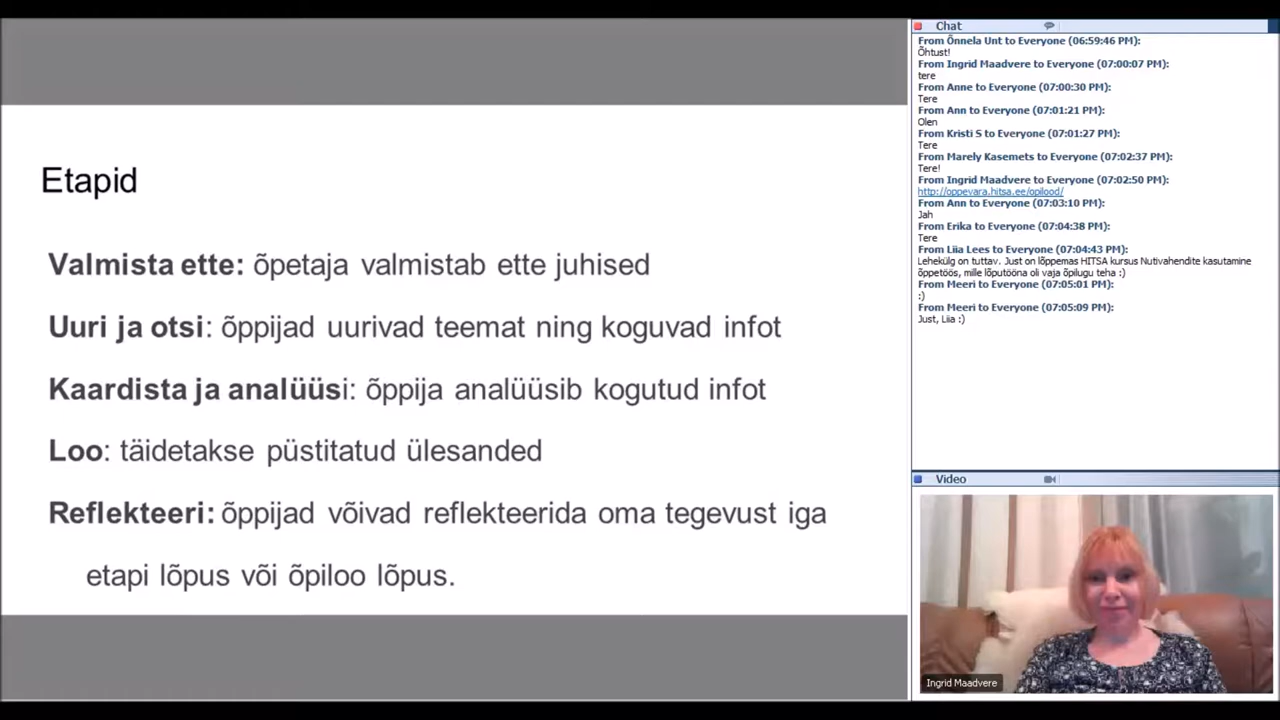 Etapid
Valmista ette: õpetaja valmistab ette juhised
Uuri ja otsi: õppijad uurivad teemat ning koguvad infot
Kaardista ja analüüsi: õppija analüüsib kogutud infot
Loo: täidetakse püstitatud ülesanded
Reflekteeri: õppijad võivad reflekteerida oma tegevust iga
etapi lõpus või õpiloo lõpus.
Chat
From Õnnela Unt to Everyone (06:59:46 PM):
Õhtust!
From Ingrid Maadvere to Everyone (07:00:07 PM):
tere
From Anne to Everyone (07:00:30 PM):
Tere
From Ann to Everyone (07:01:21 PM):
Olen
From Kristi S to Everyone (07:01:27 PM):
Tere
From Marely Kasemets to Everyone (07:02:37 PM):
Tere!
From Ingrid Maadvere to Everyone (07:02:50 PM):
http://oppevara.hitsa.ee/opilood/
From Ann to Everyone (07:03:10 PM):
Jah
From Erika to Everyone (07:04:38 PM):
Tere
From Liia Lees to Everyone (07:04:43 PM):
Lehekülg on tuttav. Just on lõppemas HITSA kursus Nutivahendite kasutamine
õppetöös, mille lõputööna oli vaja õpilugu teha :)
From Meeri to Everyone (07:05:01 PM):
:)
From Meeri to Everyone (07:05:09 PM):
Just, Liia :)
Video
Ingrid Maadvere